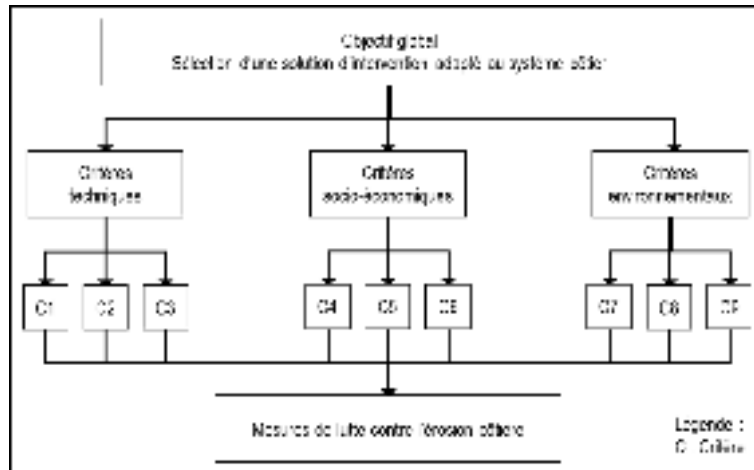 Objectif global
Sélection d'une solution d'intervention adapté au système côtier
Critères techniques
Critères socio-économiques
Critères environnementaux
C1 C2 C3 C4 C5 C6 C7 C8 C9
Mesures de lutte contre l'érosion côtière
Legende :
C : Critère